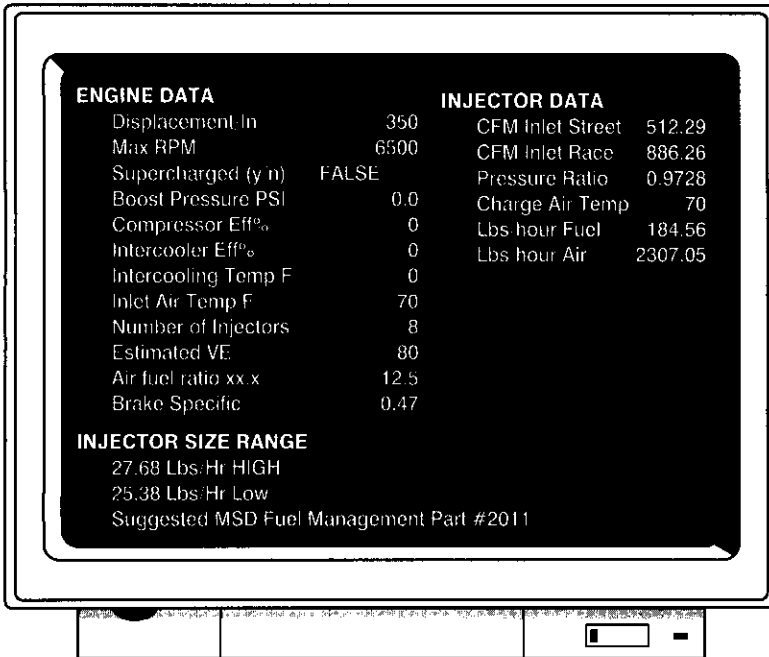 ENGINE DATA
Displacement-In 350
Max RPM 6500
Supercharged (y/n) FALSE
Boost Pressure PSI 0.0
Compressor Eff% 0
Intercooler Eff% 0
Intercooling Temp F 0
Inlet Air Temp F 70
Number of Injectors 8
Estimated VE 80
Air fuel ratio xx.x 12.5
Brake Specific 0.47
INJECTOR DATA
CFM Inlet Street 512.29
CFM Inlet Race 886.26
Pressure Ratio 0.9728
Charge Air Temp 70
Lbs/hour Fuel 184.56
Lbs/hour Air 2307.05
INJECTOR SIZE RANGE
27.68 Lbs/Hr HIGH
25.38 Lbs/Hr Low
Suggested MSD Fuel Management Part #2011